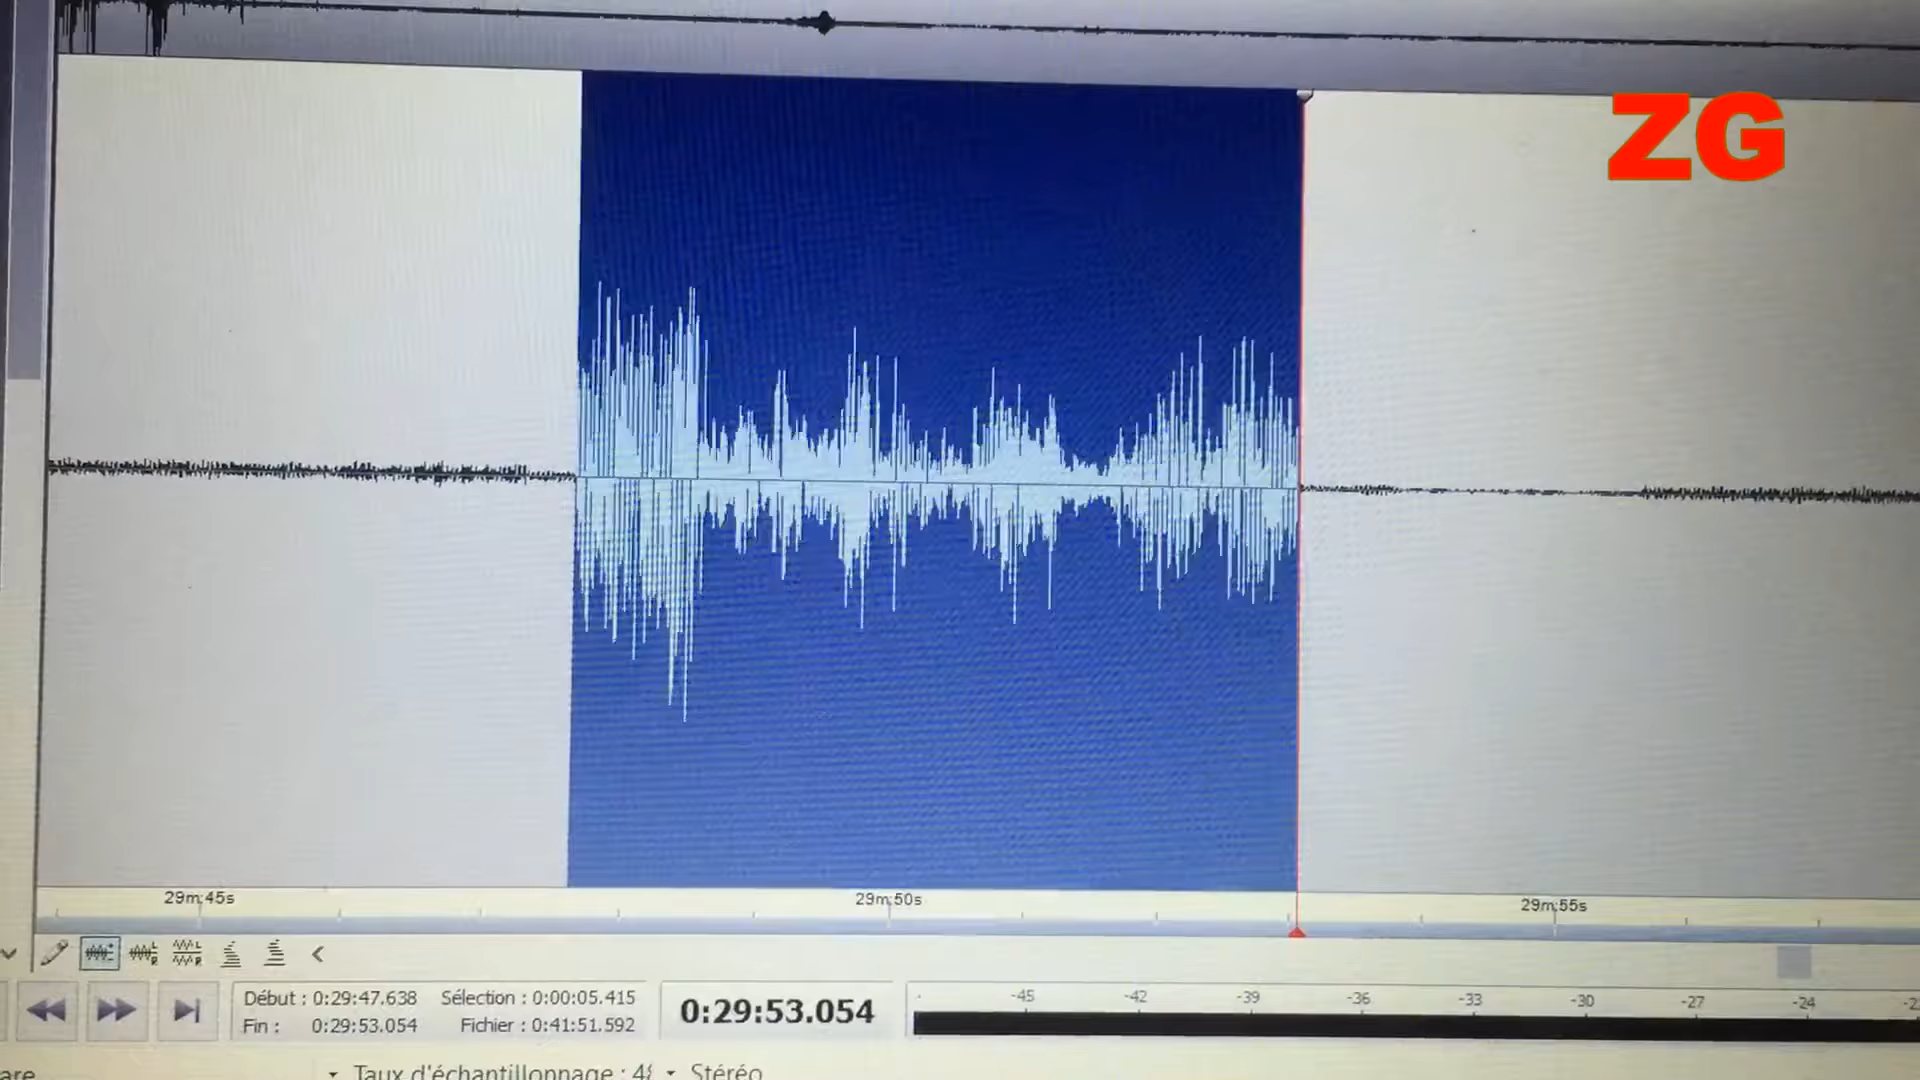 ZG
29m:45s
29m:50s
29m:55s
Début : 0:29:47.638 Sélection : 0:00:05.415
Fin : 0:29:53.054 Fichier : 0:41:51.592
0:29:53.054
-45 -42 -39 -36 -33 -30 -27 -24
Taux d'échantillonnage : Stéréo